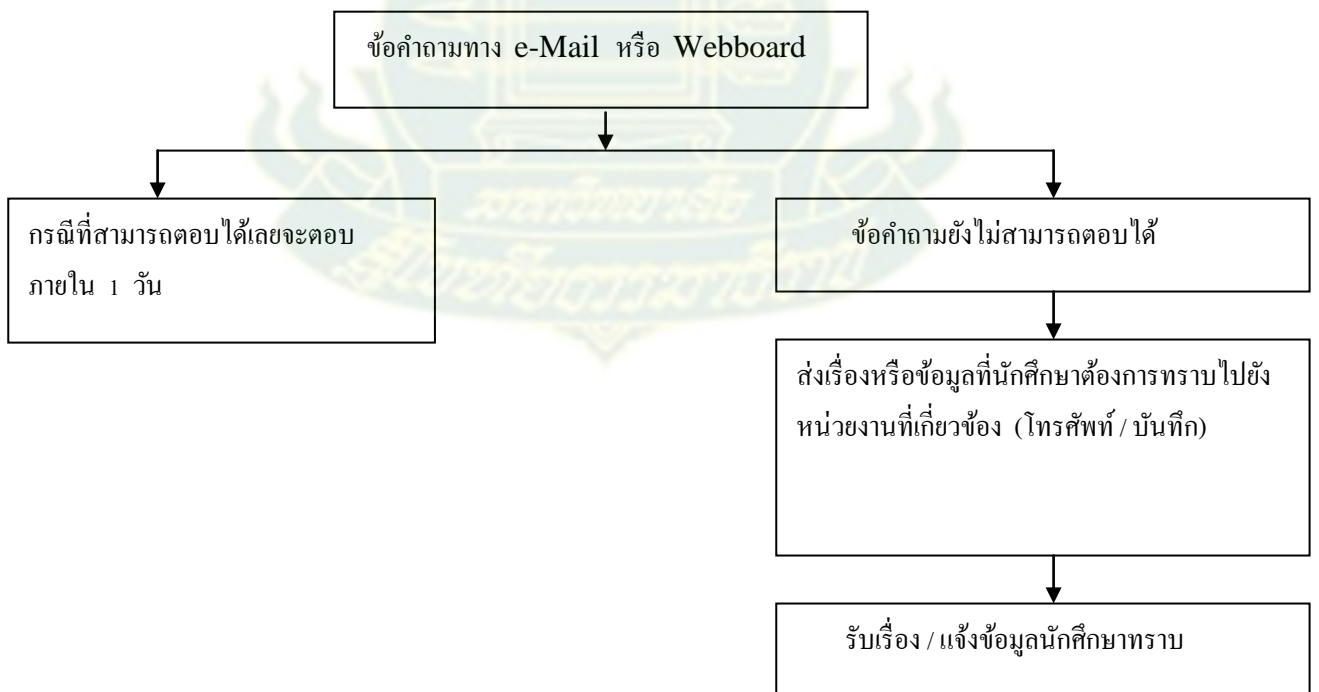 ข้อคำถามทาง e-Mail หรือ Webboard
กรณีที่สามารถตอบได้เลยจะตอบ
ภายใน 1 วัน
ข้อคำถามยังไม่สามารถตอบได้
ส่งเรื่องหรือข้อมูลที่นักศึกษาต้องการทราบไปยัง
หน่วยงานที่เกี่ยวข้อง (โทรศัพท์ / บันทึก)
รับเรื่อง / แจ้งข้อมูลนักศึกษาทราบ